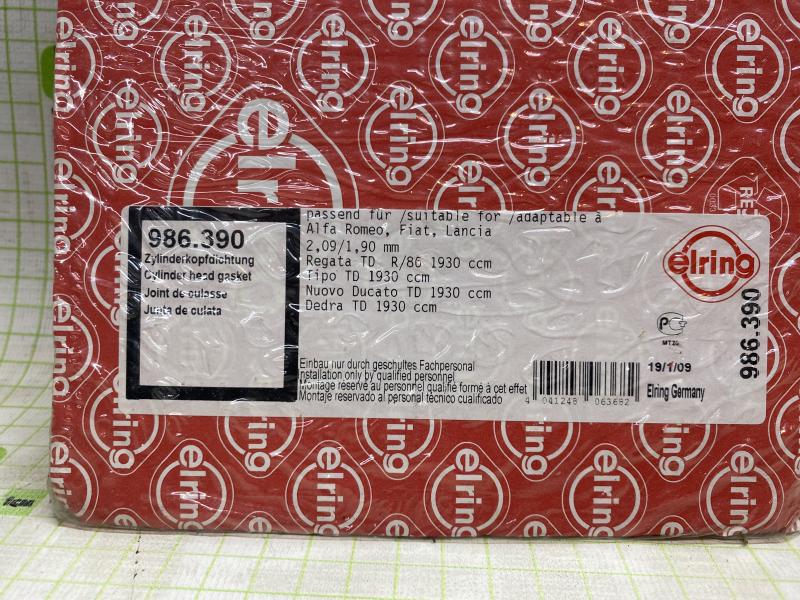 986.390
Zylinderkopfdichtung
Cylinder head gasket
Joint de culasse
Junta de culata
passend für /suitable for /adaptable à
Alfa Romeo, Fiat, Lancia
2,09/1,90 mm
Regata TD R/86 1930 ccm
Tipo TD 1930 ccm
Nuovo Ducato TD 1930 ccm
Dedra TD 1930 ccm
Einbau nur durch geschultes Fachpersonal
Installation only by qualified personnel
Montage réservé au personnel qualifié formé à cet effet
Montaje reservado al personal técnico cualificado
4 041248 063682
elring
MT20
986.390
19/1/09
Elring Germany